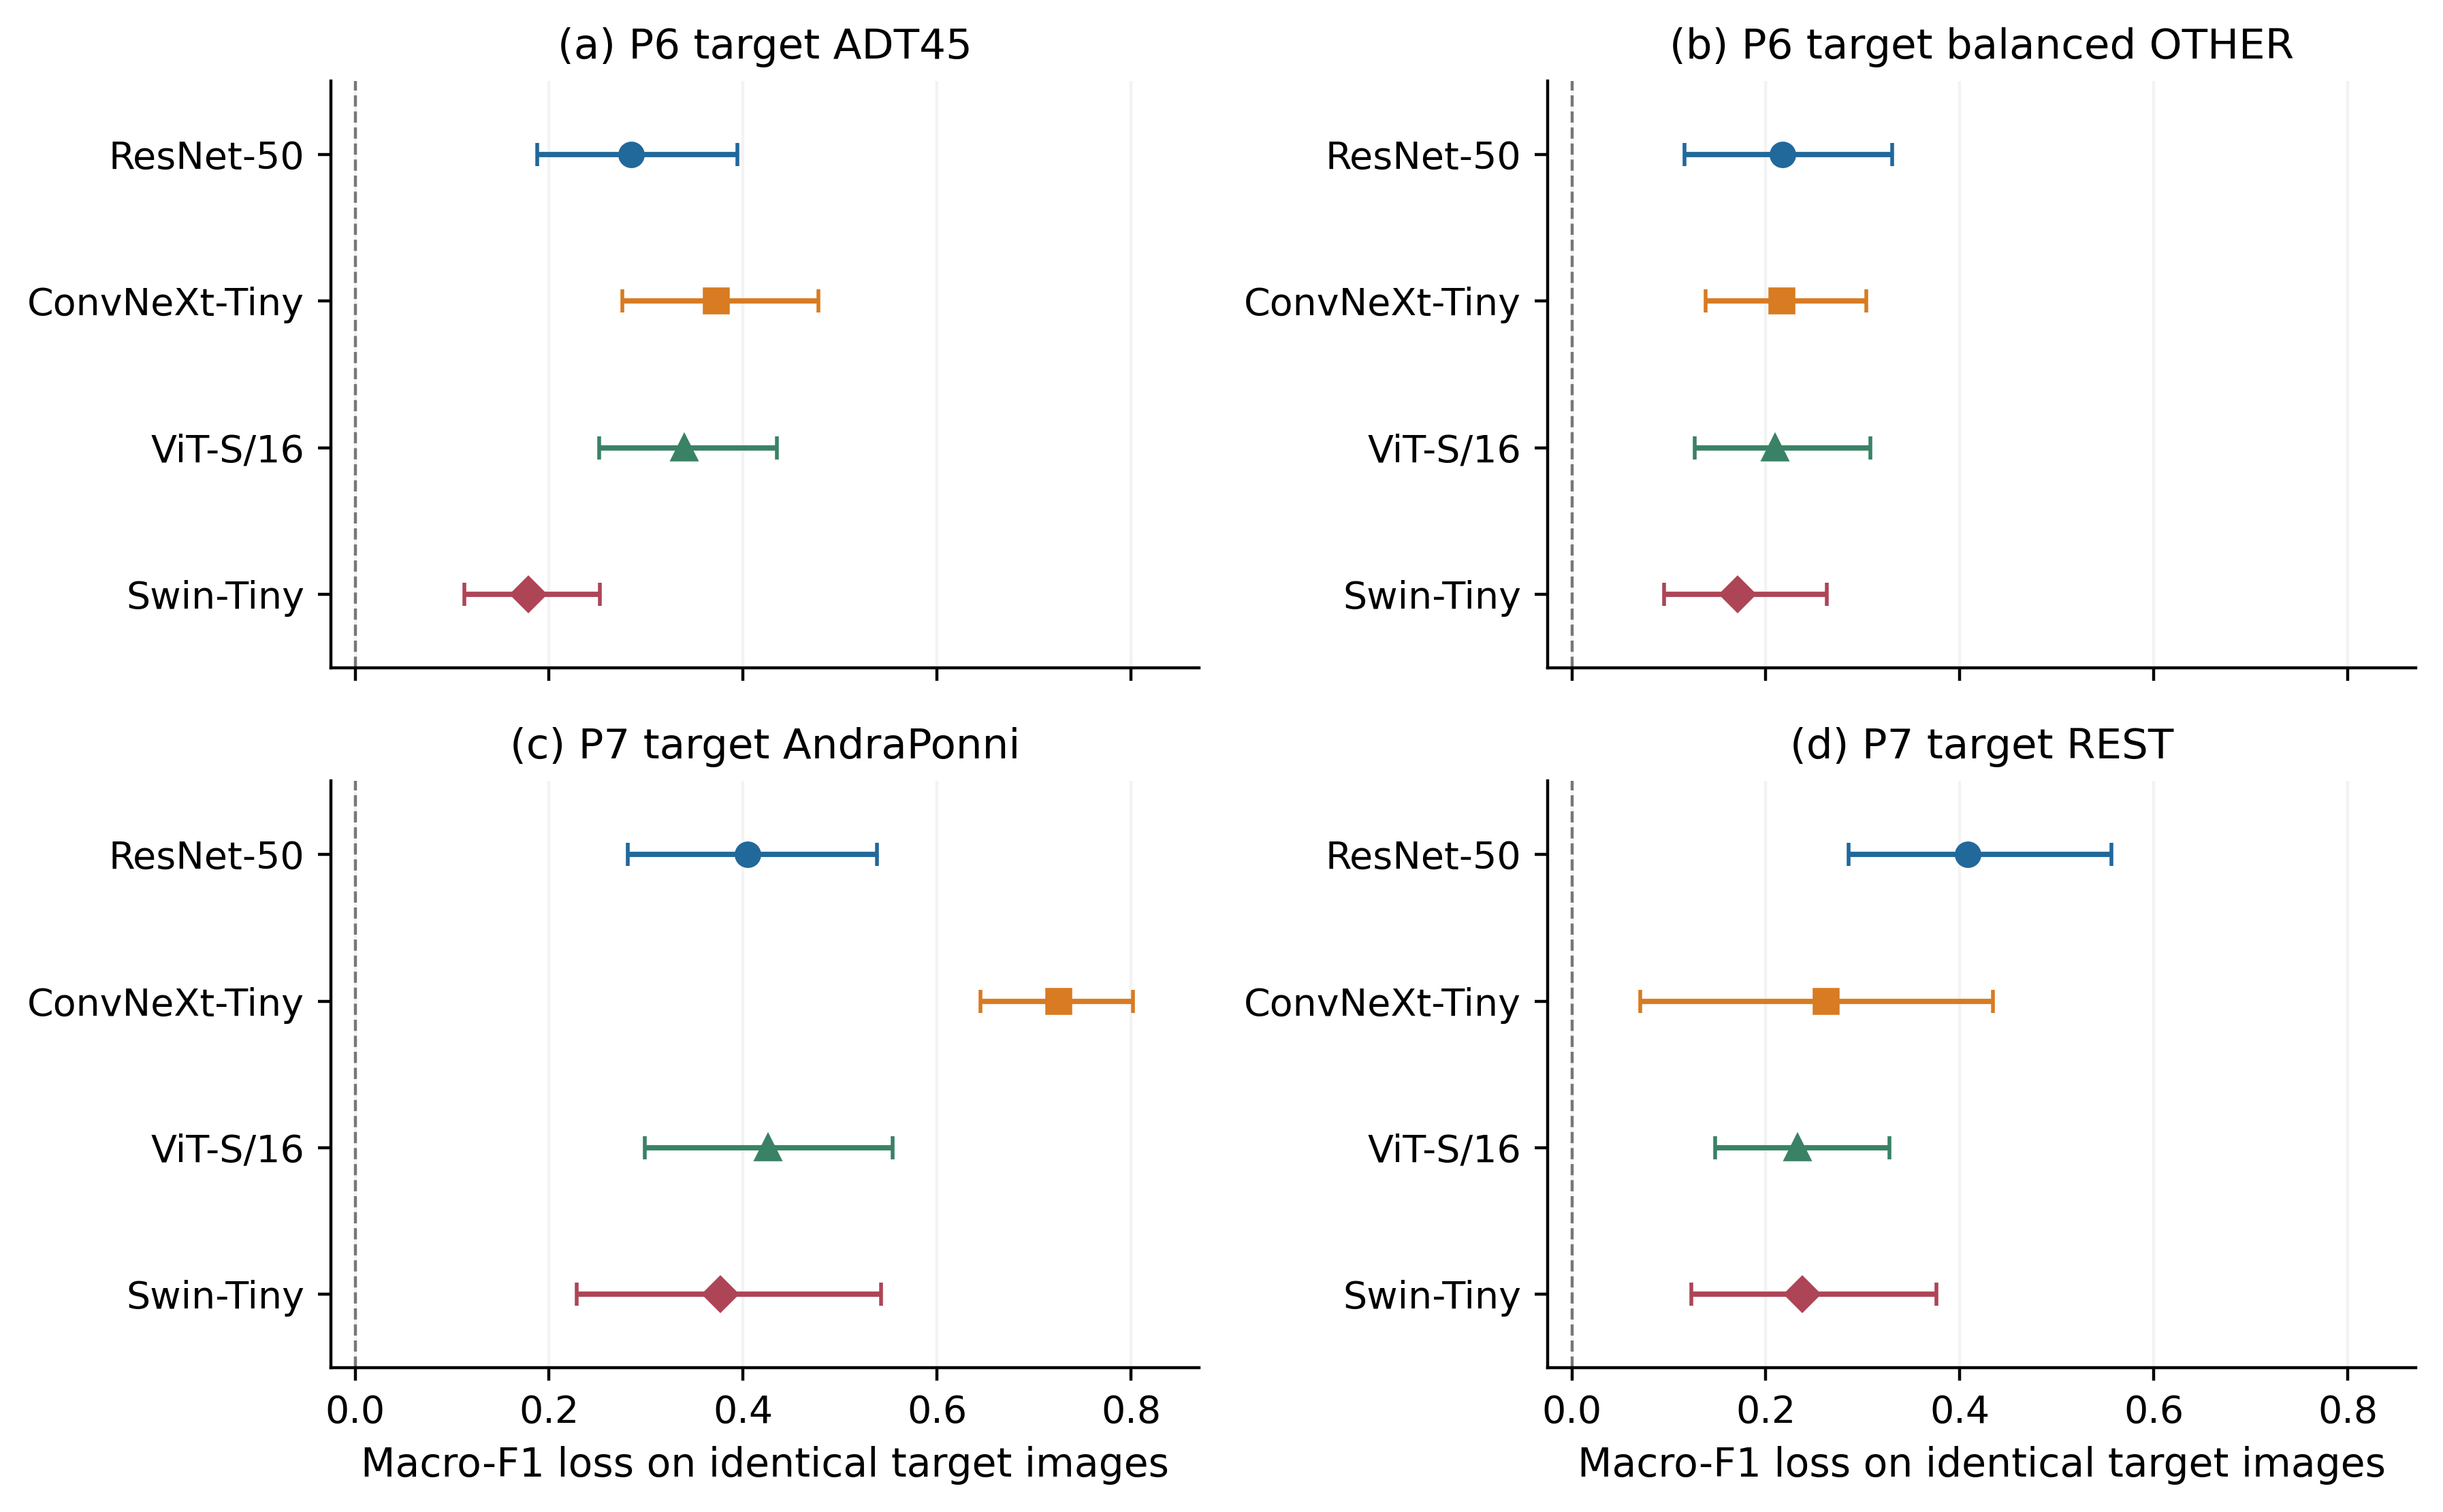 (a) P6 target ADT45
ResNet-50
ConvNeXt-Tiny
ViT-S/16
Swin-Tiny
(b) P6 target balanced OTHER
ResNet-50
ConvNeXt-Tiny
ViT-S/16
Swin-Tiny
(c) P7 target AndraPonni
ResNet-50
ConvNeXt-Tiny
ViT-S/16
Swin-Tiny
0.0 0.2 0.4 0.6 0.8
Macro-F1 loss on identical target images
(d) P7 target REST
ResNet-50
ConvNeXt-Tiny
ViT-S/16
Swin-Tiny
0.0 0.2 0.4 0.6 0.8
Macro-F1 loss on identical target images